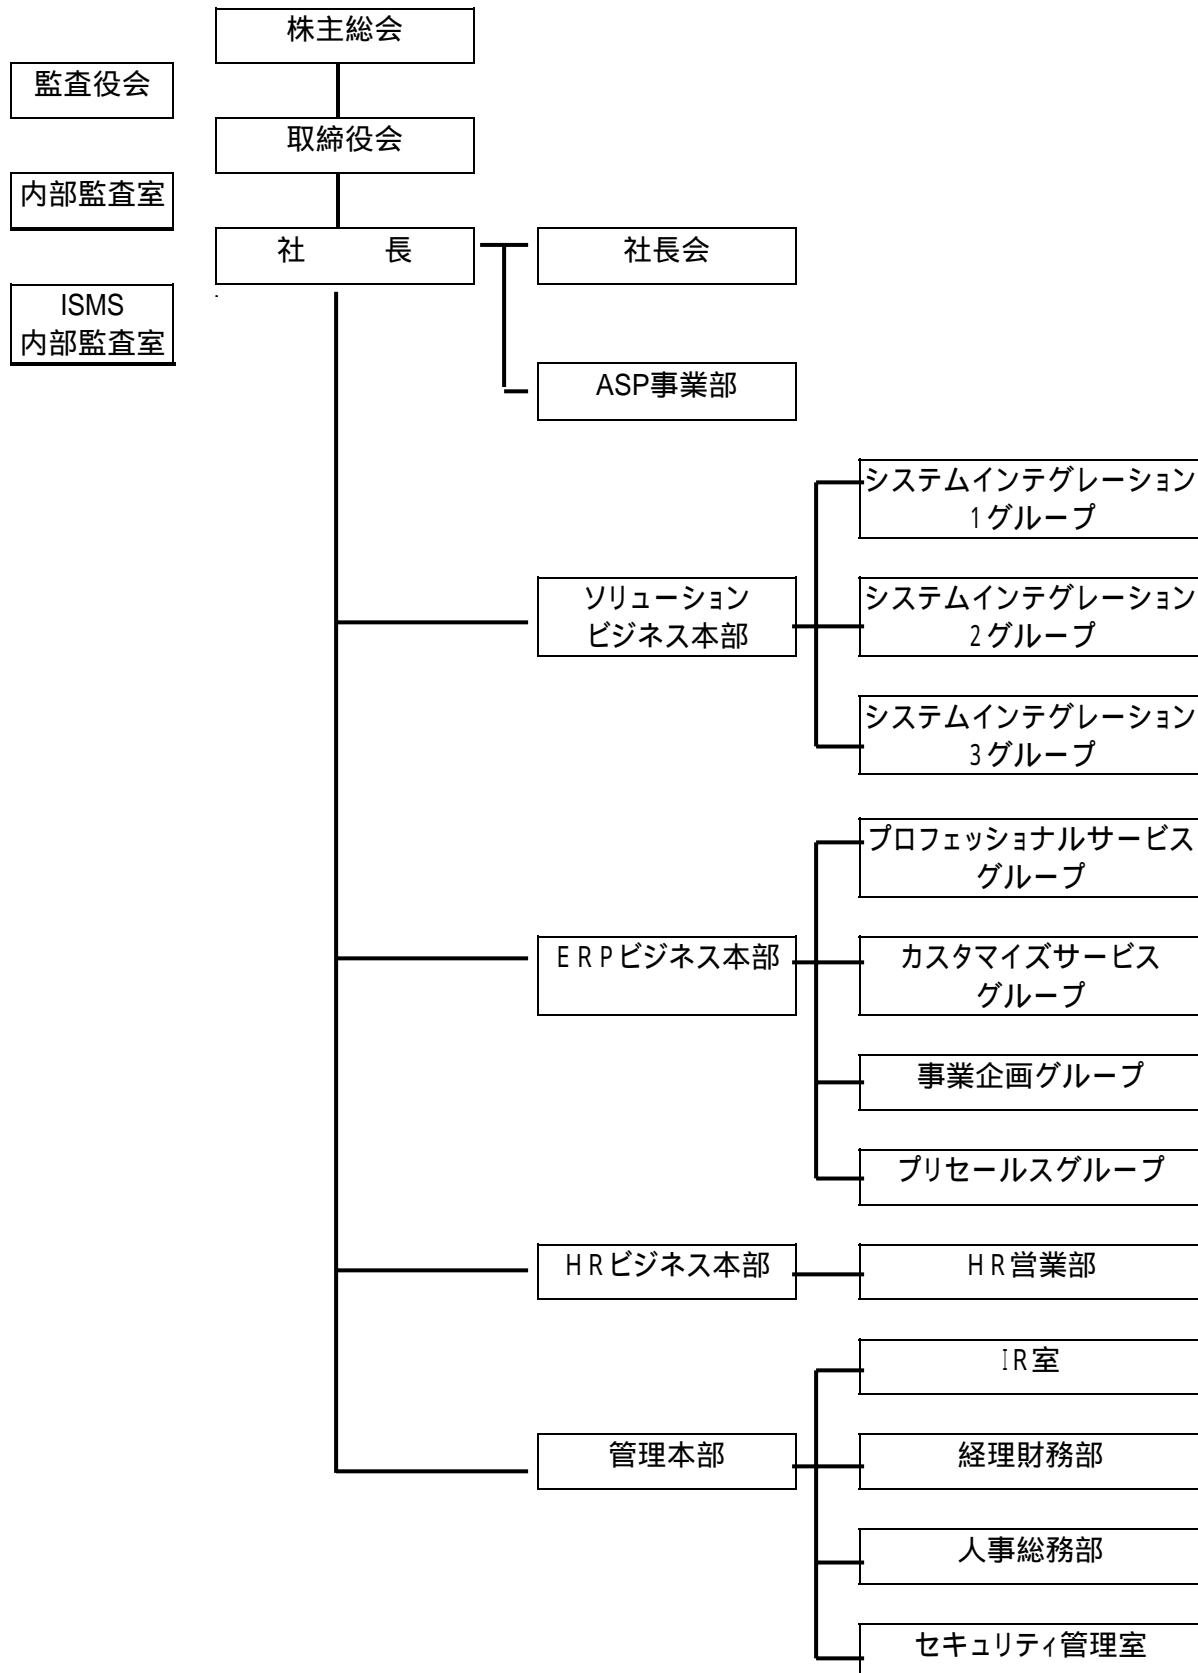 株主総会
監査役会
取締役会
内部監査室
社　　長
社長会
ISMS
内部監査室
ASP事業部
システムインテグレーション
1グループ
ソリューション
ビジネス本部
システムインテグレーション
2グループ
システムインテグレーション
3グループ
プロフェッショナルサービス
グループ
ERPビジネス本部
カスタマイズサービス
グループ
事業企画グループ
プリセールスグループ
HRビジネス本部
HR営業部
IR室
管理本部
経理財務部
人事総務部
セキュリティ管理室